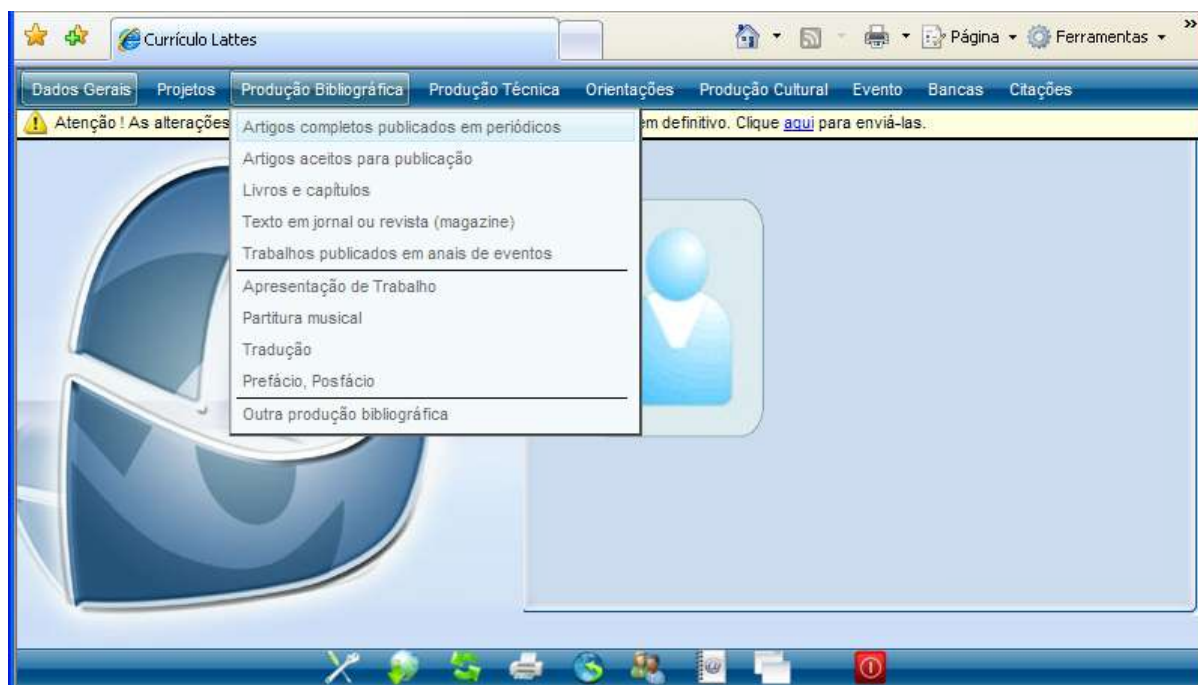 Currículo Lattes
Página
Ferramentas
»
Dados Gerais Projetos Produção Bibliográfica Produção Técnica Orientações Produção Cultural Evento Bancas Citações
Atenção ! As alterações em definitivo. Clique aqui para enviá-las.
Artigos completos publicados em periódicos
Artigos aceitos para publicação
Livros e capítulos
Texto em jornal ou revista (magazine)
Trabalhos publicados em anais de eventos
Apresentação de Trabalho
Partitura musical
Tradução
Prefácio, Posfácio
Outra produção bibliográfica